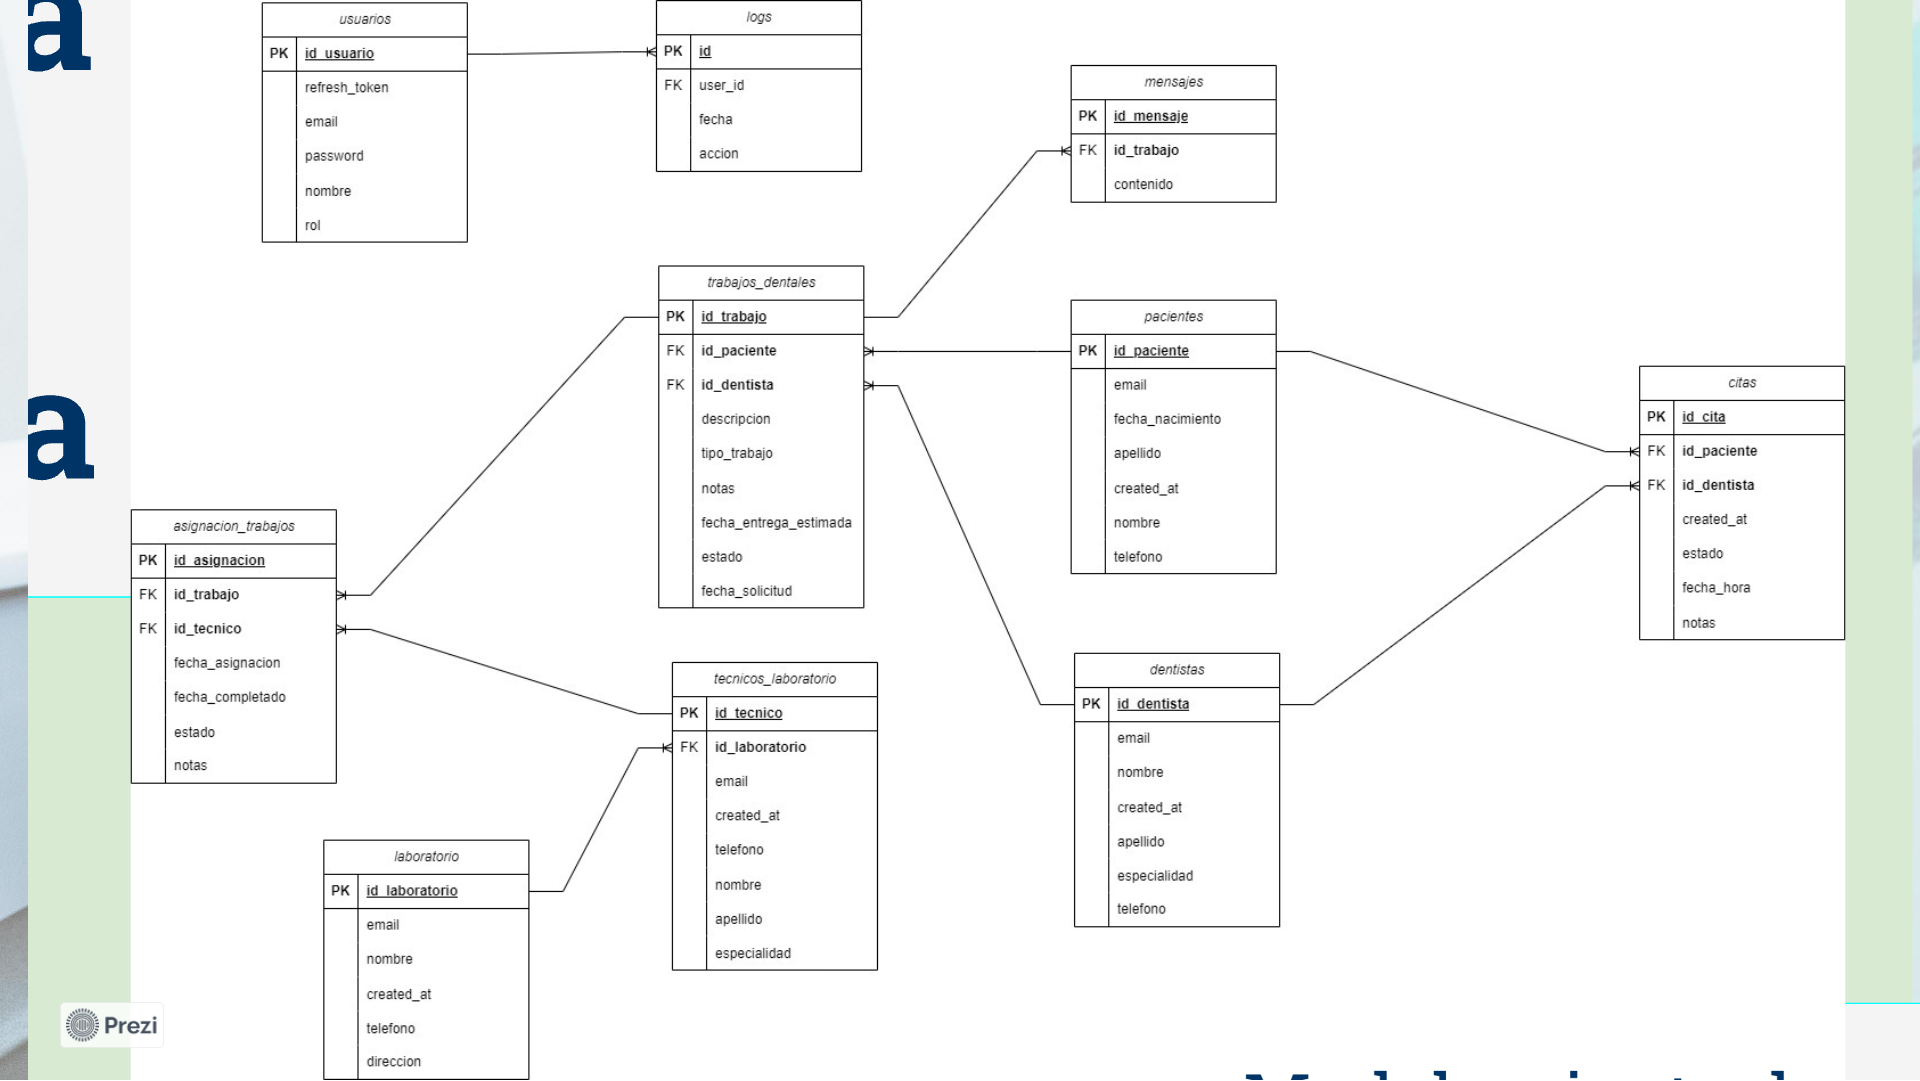 a
a
usuarios
PK id_usuario
refresh_token
email
password
nombre
rol
logs
PK id
FK user_id
fecha
accion
mensajes
PK id_mensaje
FK id_trabajo
contenido
trabajos_dentales
PK id_trabajo
FK id_paciente
FK id_dentista
descripcion
tipo_trabajo
notas
fecha_entrega_estimada
estado
fecha_solicitud
pacientes
PK id_paciente
email
fecha_nacimiento
apellido
created_at
nombre
telefono
citas
PK id_cita
FK id_paciente
FK id_dentista
created_at
estado
fecha_hora
notas
asignacion_trabajos
PK id_asignacion
FK id_trabajo
FK id_tecnico
fecha_asignacion
fecha_completado
estado
notas
tecnicos_laboratorio
PK id_tecnico
FK id_laboratorio
email
created_at
telefono
nombre
apellido
especialidad
dentistas
PK id_dentista
email
nombre
created_at
apellido
especialidad
telefono
laboratorio
PK id_laboratorio
email
nombre
created_at
telefono
direccion
Prezi